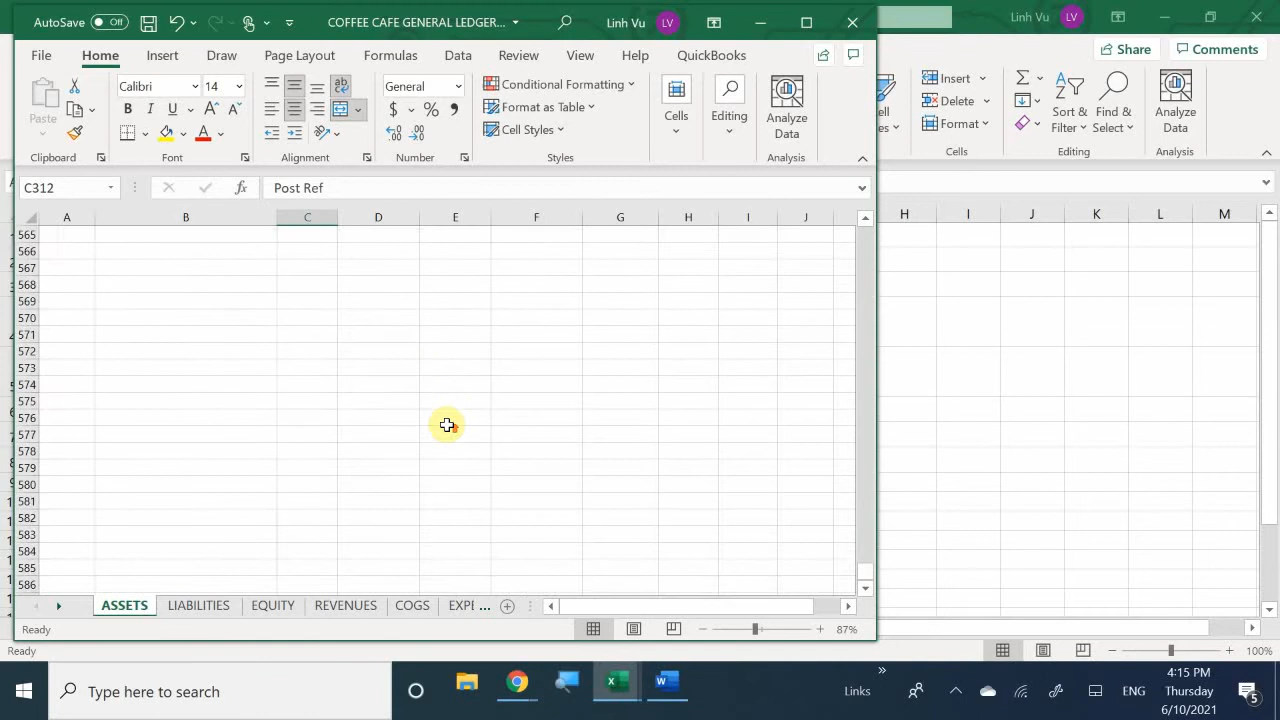 AutoSave Off COFFEE CAFE GENERAL LEDGER... Linh Vu LV Linh Vu LV
File Home Insert Draw Page Layout Formulas Data Review View Help QuickBooks Share Comments
Paste Calibri 14 General Conditional Formatting Cells Editing Analyze Data Insert Sort & Filter Find & Select Analyze Data
Format as Table Delete
Cell Styles Format
Clipboard Font Alignment Number Styles Analysis Cells Editing Analysis
C312 fx Post Ref
A B C D E F G H I J H I J K L M
565
566
567
568
569
570
571
572
573
574
575
576
577
578
579
580
581
582
583
584
585
586
ASSETS LIABILITIES EQUITY REVENUES COGS EXPE ...
Ready 87%
Ready 100%
Type here to search Links ENG 4:15 PM
Thursday
6/10/2021 5